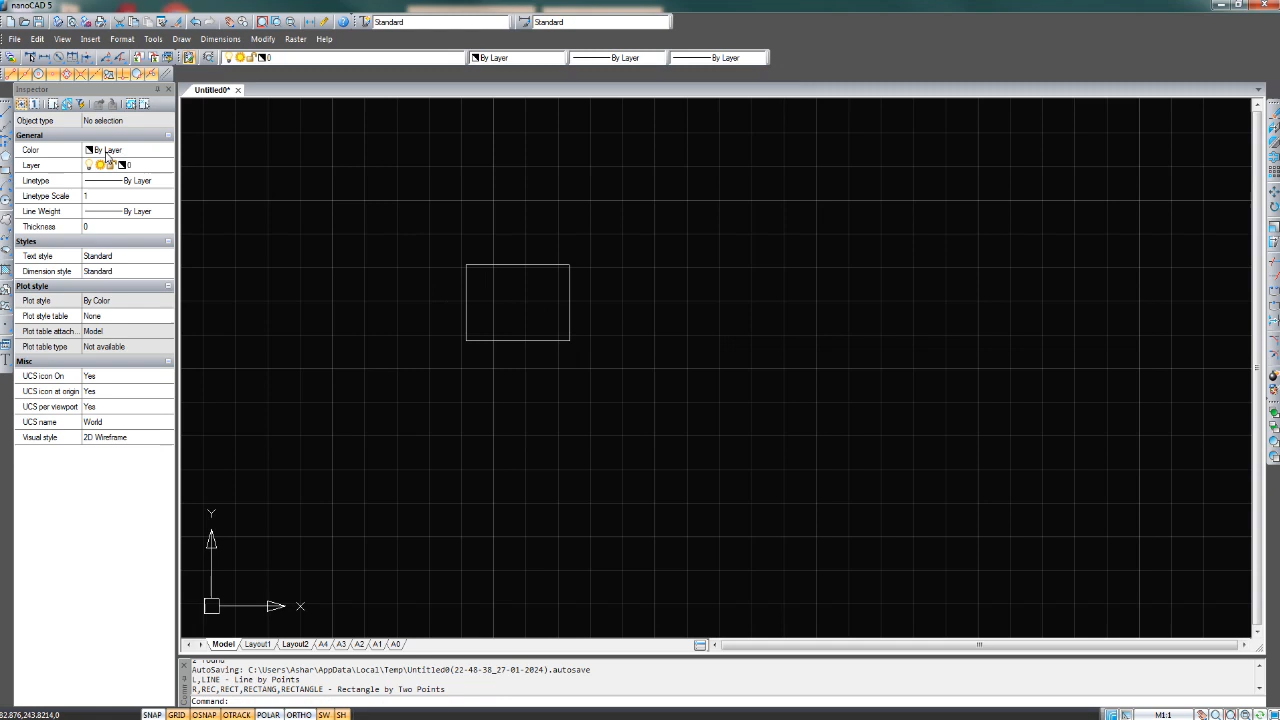 nanoCAD 5
Standard
Standard
File Edit View Insert Format Tools Draw Dimensions Modify Raster Help
0 By Layer By Layer By Layer
Inspector
Untitled0*
Object type No selection
General
Color By Layer
Layer 0
Linetype By Layer
Linetype Scale 1
Line Weight By Layer
Thickness 0
Styles
Text style Standard
Dimension style Standard
Plot style
Plot style By Color
Plot style table None
Plot table attach... Model
Plot table type Not available
Misc
UCS icon On Yes
UCS icon at origin Yes
UCS per viewport Yes
UCS name World
Visual style 2D Wireframe
Y
X
Model Layout1 Layout2 A4 A3 A2 A1 A0
AutoSaving: C:\Users\Ashar\AppData\Local\Temp\Untitled0(22-48-38_27-01-2024).autosave
L,LINE - Line by Points
R,REC,RECT,RECTANG,RECTANGLE - Rectangle by Two Points
Command:
82.876,243.8214,0 SNAP GRID OSNAP OTRACK POLAR ORTHO SW SH M1:1